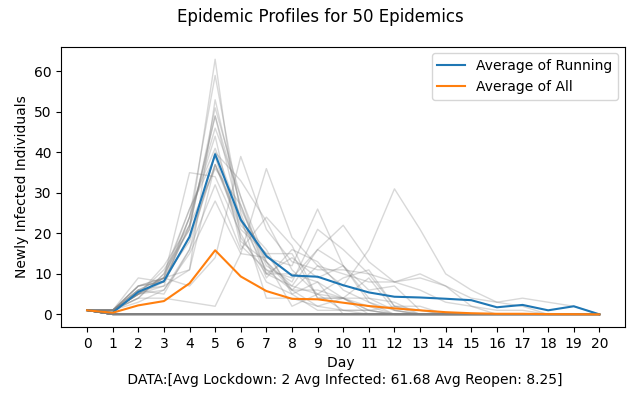 Epidemic Profiles for 50 Epidemics
Newly Infected Individuals
60
50
40
30
20
10
0
Average of Running
Average of All
0 1 2 3 4 5 6 7 8 9 10 11 12 13 14 15 16 17 18 19 20
Day
DATA:[Avg Lockdown: 2 Avg Infected: 61.68 Avg Reopen: 8.25]